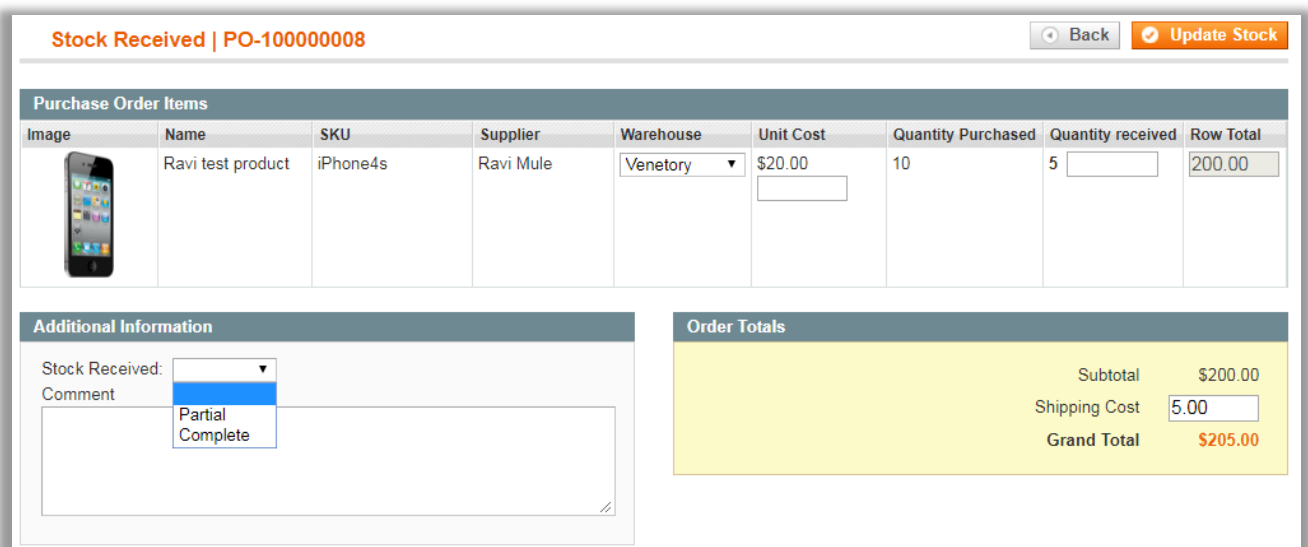 Stock Received | PO-100000008
Back
Update Stock
Purchase Order Items
Image Name SKU Supplier Warehouse Unit Cost Quantity Purchased Quantity received Row Total
Ravi test product iPhone4s Ravi Mule Venetory $20.00 10 5 200.00
Additional Information
Stock Received:
Partial
Complete
Comment
Order Totals
Subtotal $200.00
Shipping Cost 5.00
Grand Total $205.00